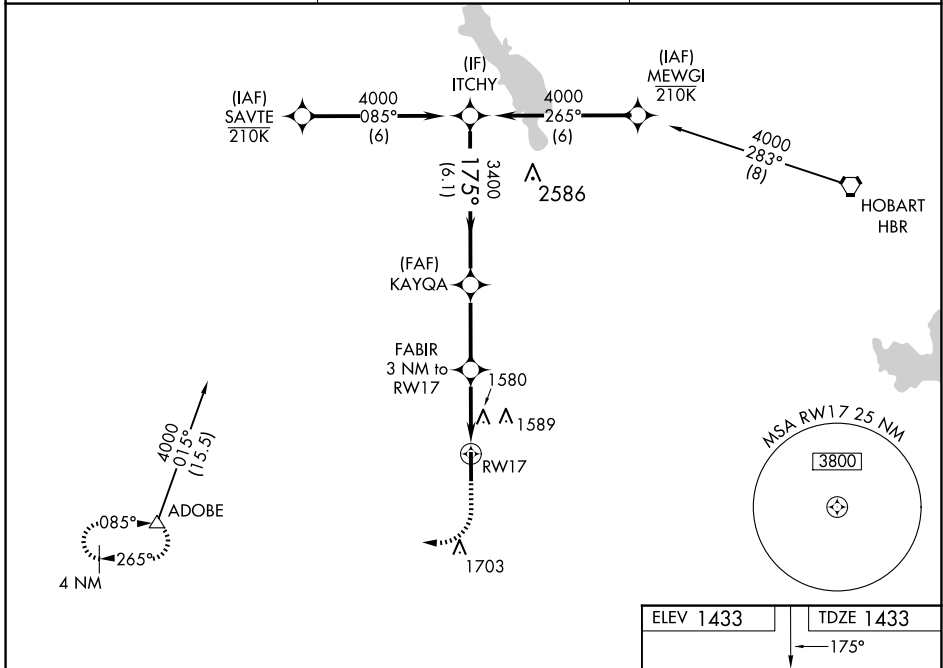 (IF)
ITCHY
(IAF)
MEWGI
210K
(IAF)
SAVTE
210K
4000
085°
(6)
4000
265°
(6)
4000
283°
(8)
3400
175°
(6.1)
2586
HOBART
HBR
(FAF)
KAYQA
FABIR
3 NM to
RW17
1580
1589
RW17
4000
015°
(15.5)
ADOBE
085°
265°
4 NM
1703
MSA RW17 25 NM
3800
ELEV 1433
TDZE 1433
175°